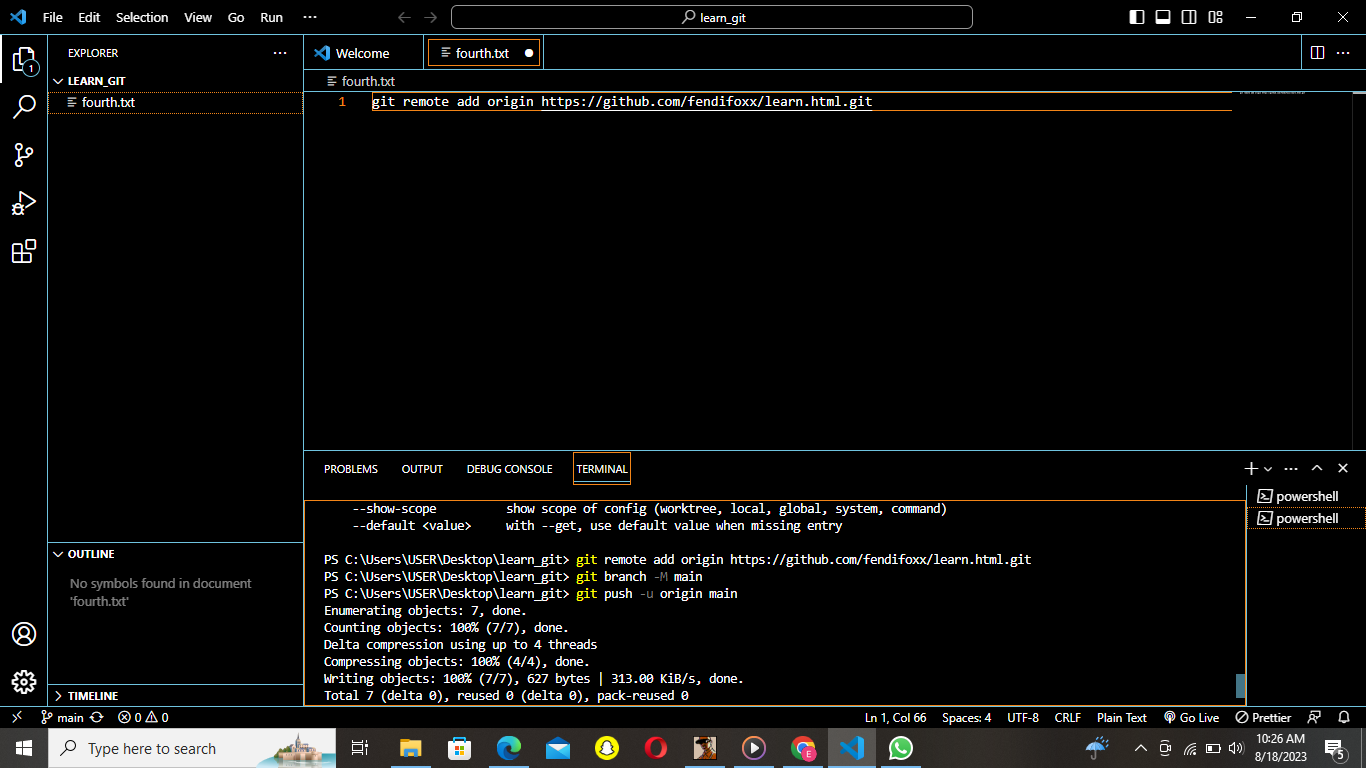 File Edit Selection View Go Run ···
learn_git
EXPLORER
LEARN_GIT
fourth.txt
OUTLINE
No symbols found in document
'fourth.txt'
TIMELINE
Welcome
fourth.txt
fourth.txt
1 git remote add origin https://github.com/fendifoxx/learn.html.git
PROBLEMS OUTPUT DEBUG CONSOLE TERMINAL
powershell
powershell
--show-scope show scope of config (worktree, local, global, system, command)
--default <value> with --get, use default value when missing entry
PS C:\Users\USER\Desktop\learn_git> git remote add origin https://github.com/fendifoxx/learn.html.git
PS C:\Users\USER\Desktop\learn_git> git branch -M main
PS C:\Users\USER\Desktop\learn_git> git push -u origin main
Enumerating objects: 7, done.
Counting objects: 100% (7/7), done.
Delta compression using up to 4 threads
Compressing objects: 100% (4/4), done.
Writing objects: 100% (7/7), 627 bytes | 313.00 KiB/s, done.
Total 7 (delta 0), reused 0 (delta 0), pack-reused 0
main 0 0 Ln 1, Col 66 Spaces: 4 UTF-8 CRLF Plain Text Go Live Prettier
Type here to search
10:26 AM
8/18/2023
1
5
E